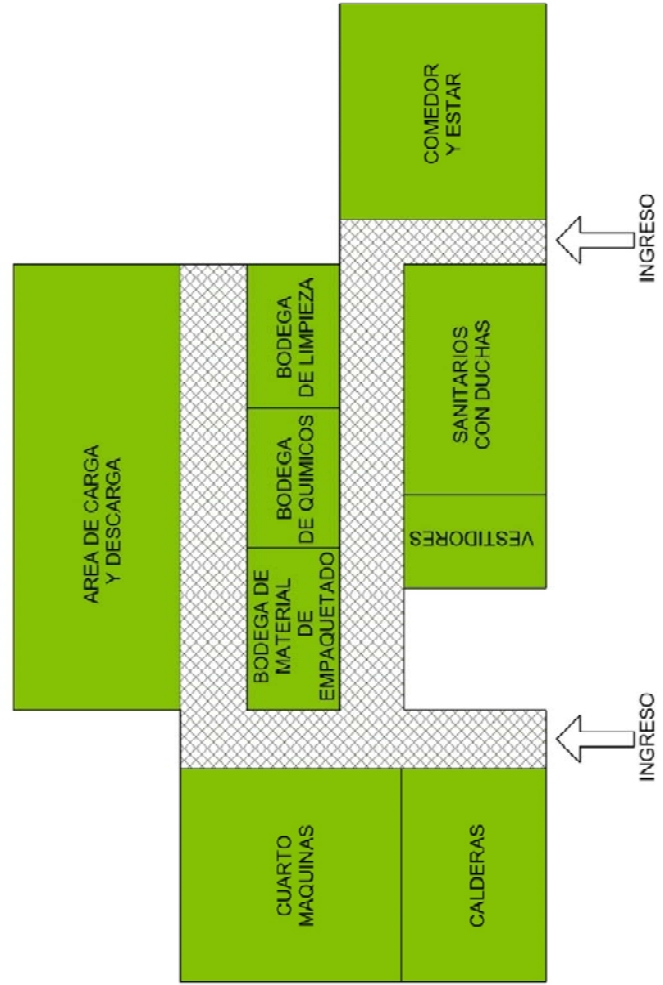 AREA DE CARGA
Y DESCARGA
BODEGA DE
MATERIAL
DE
EMPAQUETADO
BODEGA
DE QUIMICOS
BODEGA
DE LIMPIEZA
COMEDOR
Y ESTAR
CUARTO
MAQUINAS
CALDERAS
VESTIDORES
SANITARIOS
CON DUCHAS
INGRESO
INGRESO